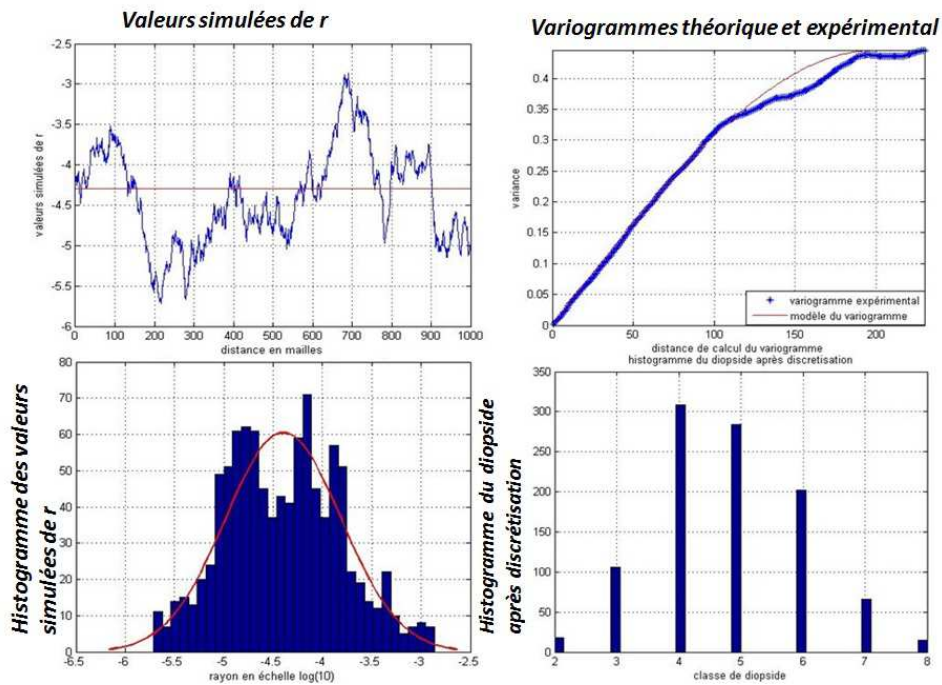 Valeurs simulées de r
-2.5
-3
-3.5
-4
-4.5
-5
-5.5
-6
valeurs simulées de r
0 100 200 300 400 500 600 700 800 900 1000
distance en mailles
Variogrammes théorique et expérimental
0.4
0.35
0.3
0.25
0.2
0.15
0.1
0.05
0
variance
variogramme expérimental
modèle du variogramme
0 50 100 150 200
distance de calcul du variogramme
Histogramme des valeurs
simulées de r
80
70
60
50
40
30
20
10
0
-6.5 -6 -5.5 -5 -4.5 -4 -3.5 -3 -2.5
rayon en échelle log(10)
histogramme du diopside après discretisation
Histogramme du diopside
après discrétisation
350
300
250
200
150
100
50
0
2 3 4 5 6 7 8
classe de diopside